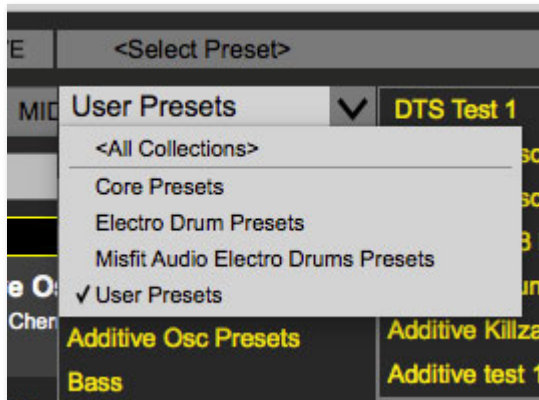 <Select Preset>
User Presets
DTS Test 1
<All Collections>
Core Presets
Electro Drum Presets
Misfit Audio Electro Drums Presets
✓ User Presets
Additive Osc Presets
Additive
Bass
Additive test 1